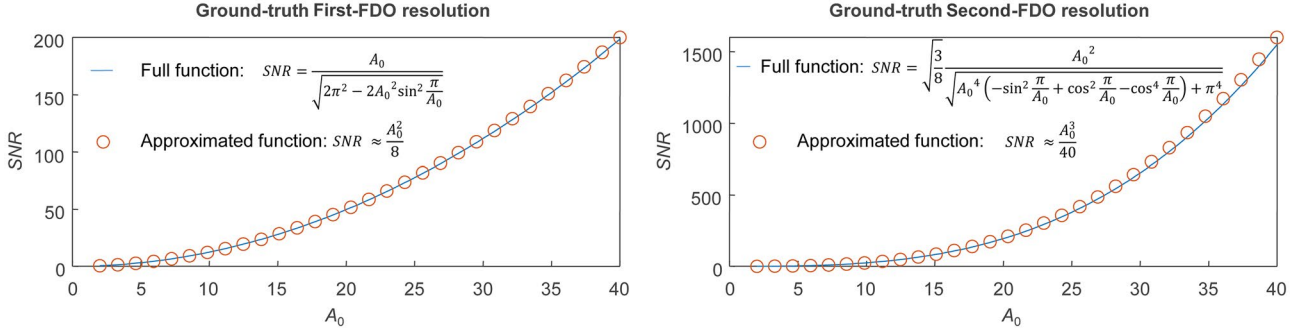 Ground-truth First-FDO resolution
Full function: SNR = A₀ / √(2π² − 2A₀² sin² π/A₀)
Approximated function: SNR ≈ A₀²/8
SNR
200
150
100
50
0
0 5 10 15 20 25 30 35 40
A₀
Ground-truth Second-FDO resolution
Full function: SNR = √(3/8) A₀² / √(A₀⁴ (−sin² π/A₀ + cos² π/A₀ −cos⁴ π/A₀) + π⁴)
Approximated function: SNR ≈ A₀³/40
SNR
1500
1000
500
0
0 5 10 15 20 25 30 35 40
A₀